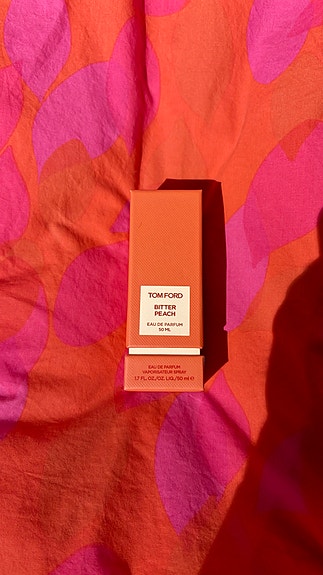 TOM FORD
BITTER
PEACH
EAU DE PARFUM
50 ML
EAU DE PARFUM
VAPORISATEUR SPRAY
1.7 FL.OZ./OZ. LIQ./50 ml ℮